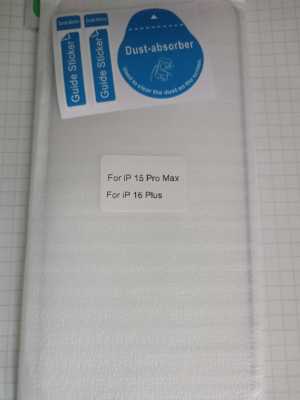 Guide Sticker
Guide Sticker
Dust-absorber
For iP 15 Pro Max
For iP 16 Plus